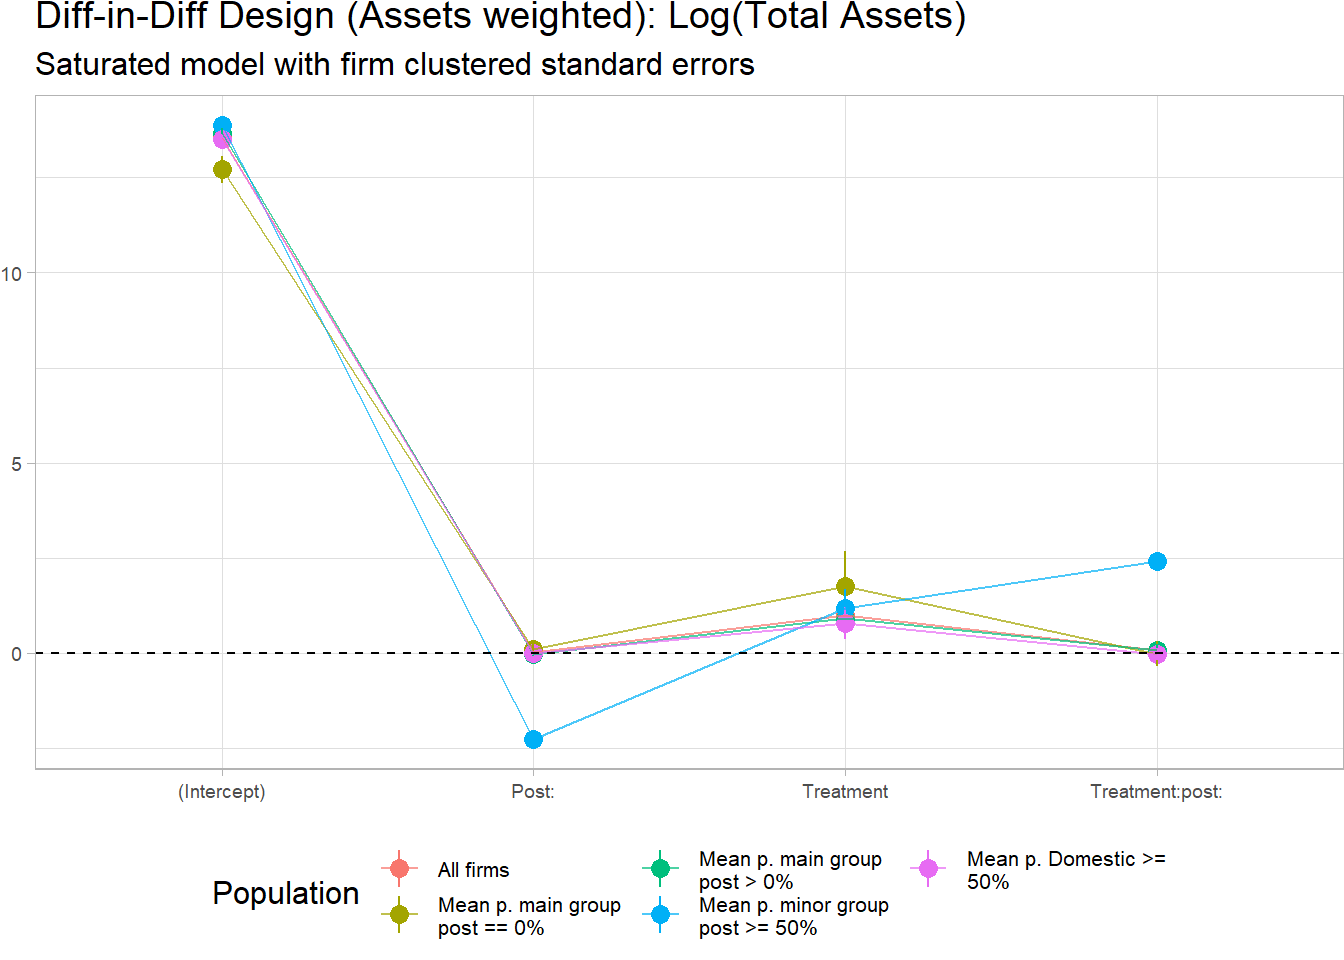 Diff-in-Diff Design (Assets weighted): Log(Total Assets)
Saturated model with firm clustered standard errors
10
5
0
(Intercept)
Post:
Treatment
Treatment:post:
Population
All firms
Mean p. main group
post == 0%
Mean p. main group
post > 0%
Mean p. minor group
post >= 50%
Mean p. Domestic >=
50%